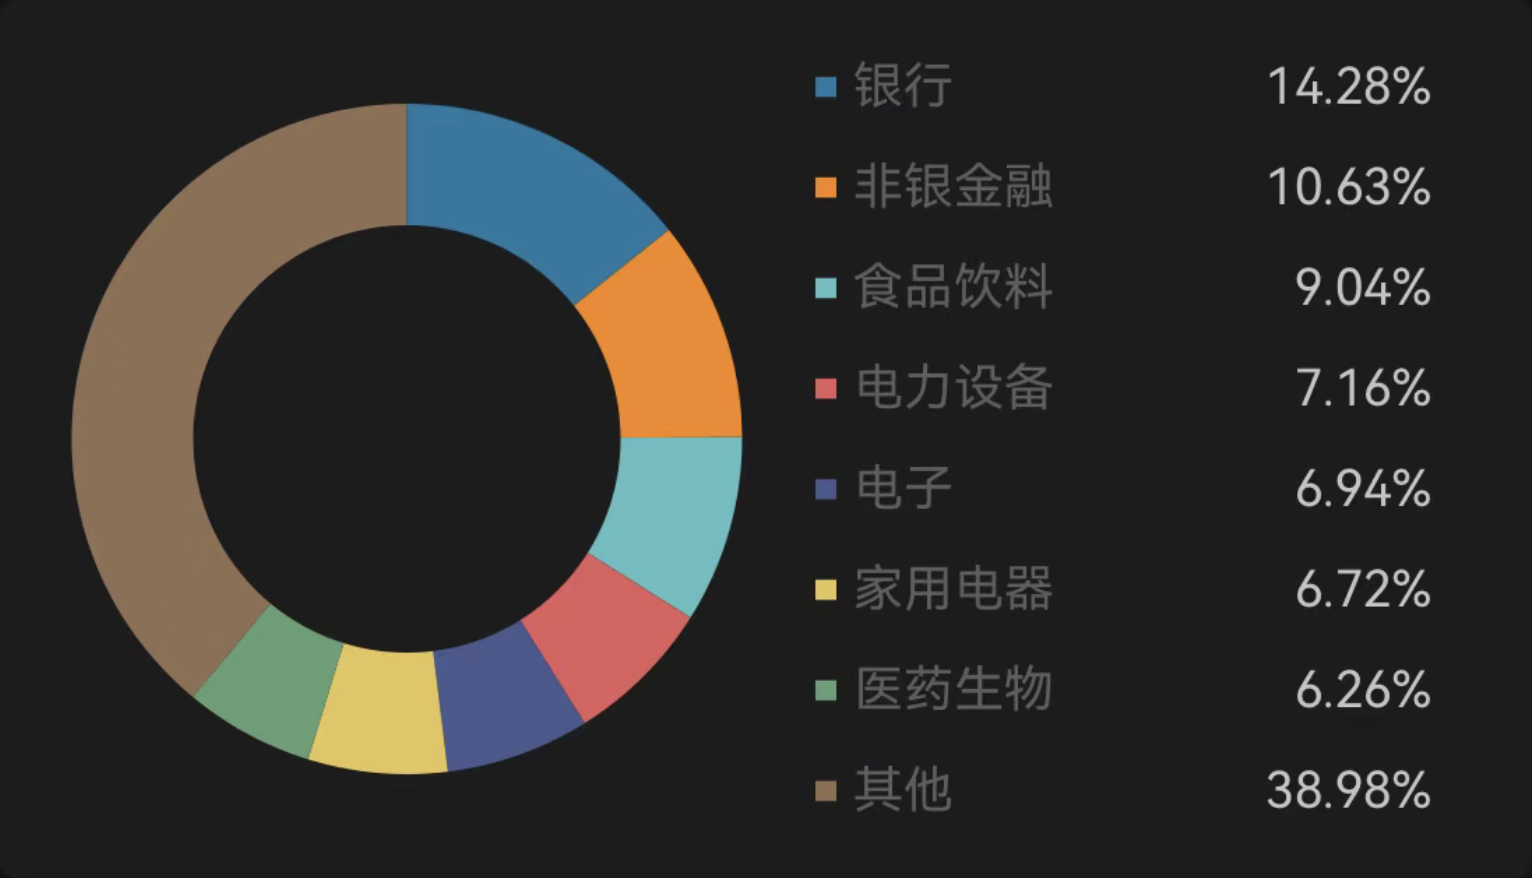 银行 14.28%
非银金融 10.63%
食品饮料 9.04%
电力设备 7.16%
电子 6.94%
家用电器 6.72%
医药生物 6.26%
其他 38.98%